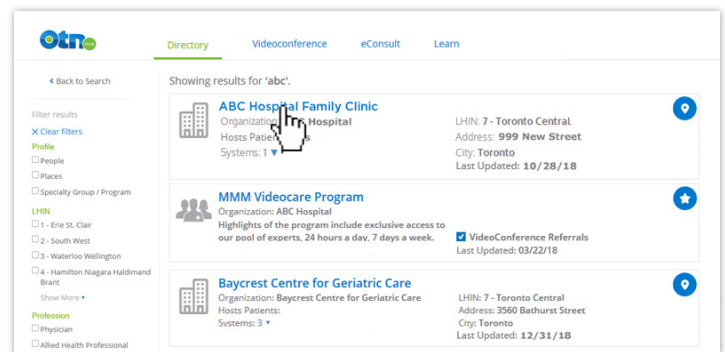 otn
Directory Videoconference eConsult Learn
Back to Search
Filter results
X Clear filters
Profile
People
Places
Specialty Group / Program
LHIN
1 - Erie St. Clair
2 - South West
3 - Waterloo Wellington
4 - Hamilton Niagara Haldimand
Brant
Show More
Profession
Physician
Allied Health Professional
Showing results for 'abc'.
ABC Hospital Family Clinic
Organization: Hospital
Hosts
Systems: 1
LHIN: 7 - Toronto Central
Address: 999 New Street
City: Toronto
Last Updated: 10/28/18
MMM Videocare Program
Organization: ABC Hospital
Highlights of the program include exclusive access to
our pool of experts, 24 hours a day, 7 days a week.
VideoConference Referrals
Last Updated: 03/22/18
Baycrest Centre for Geriatric Care
Organization: Baycrest Centre for Geriatric Care
Hosts Patients:
Systems: 3
LHIN: 7 - Toronto Central
Address: 3560 Bathurst Street
City: Toronto
Last Updated: 12/31/18